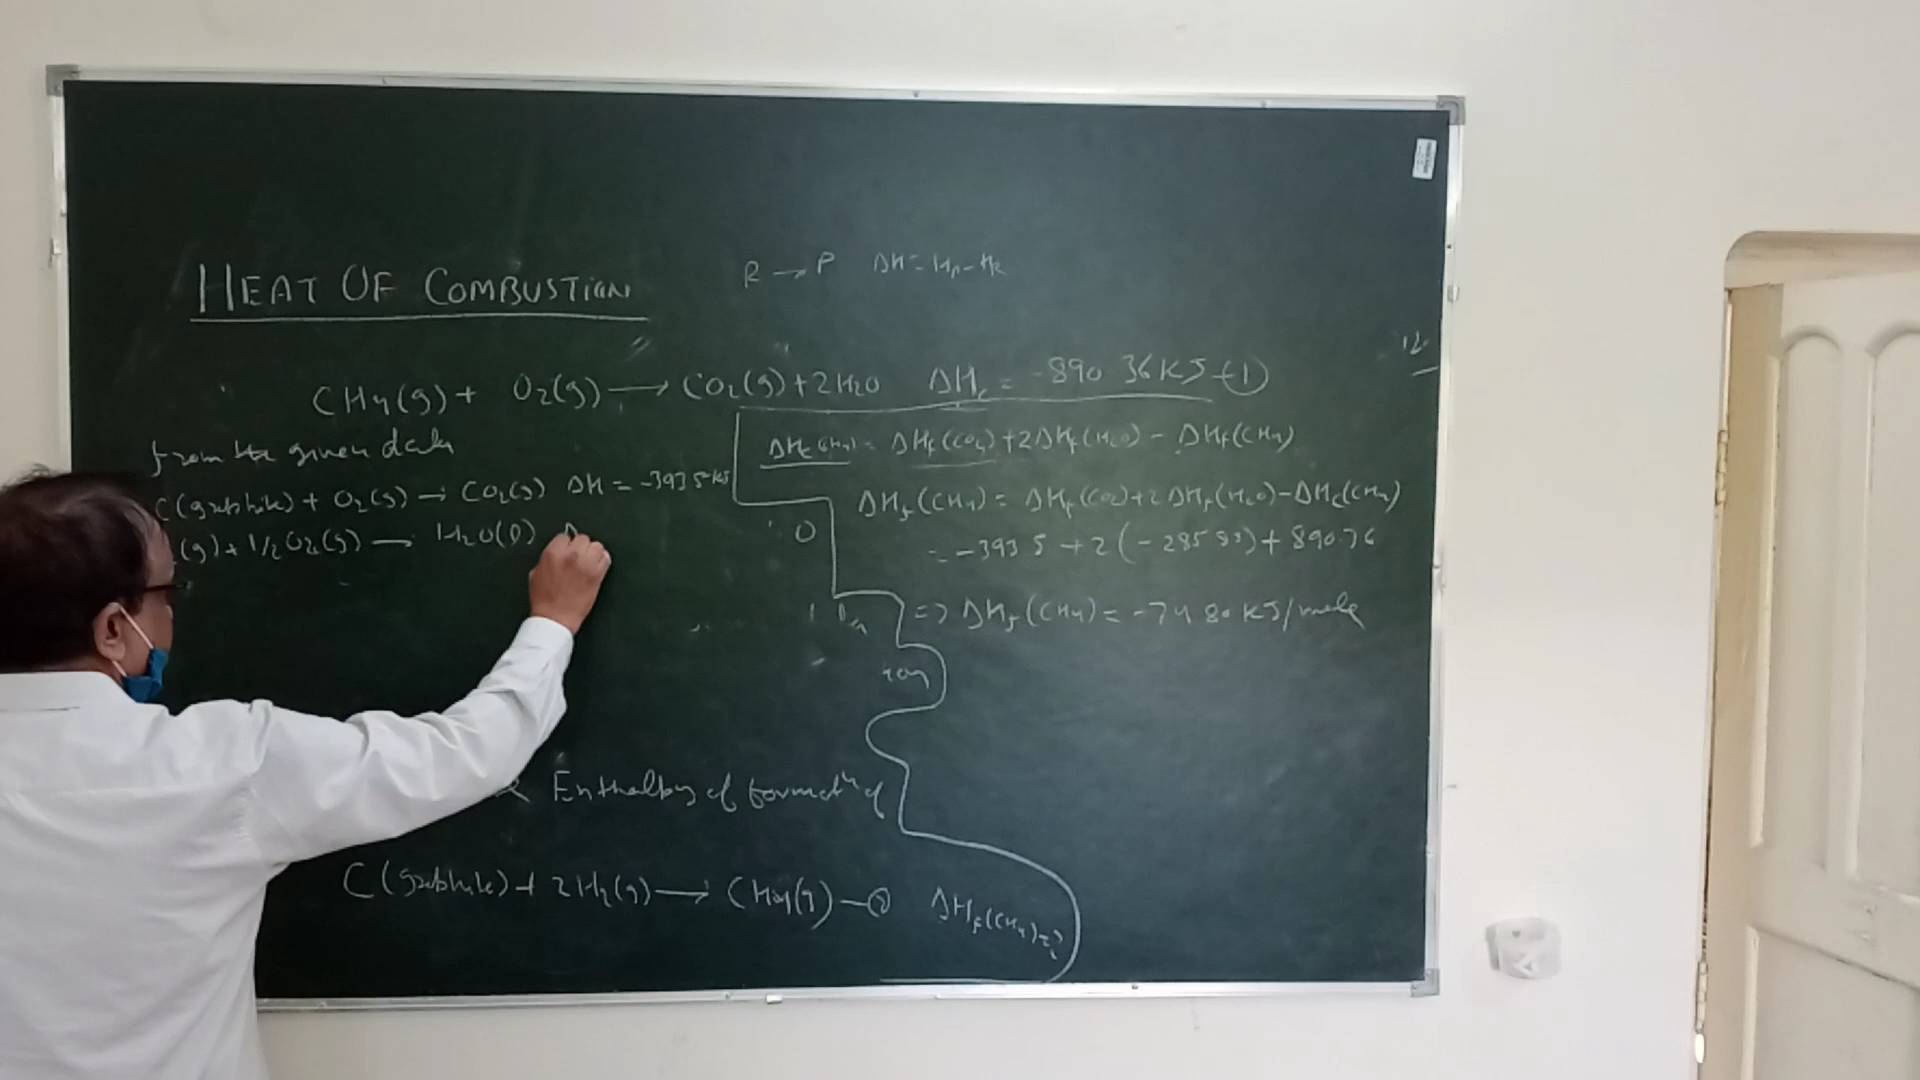 HEAT OF COMBUSTION
R → P ΔH = Hp - HR
12
CH4(g) + O2(g) → CO2(g) + 2H2O ΔHc = -890 36 KJ -(1)
from the given data
ΔHc(CH4) = ΔHf(CO2) + 2ΔHf(H2O) - ΔHf(CH4)
C(graphite) + O2(g) → CO2(g) ΔH = -393 5 KJ
ΔHf(CH4) = ΔHf(CO2) + 2ΔHf(H2O) - ΔHc(CH4)
(g) + 1/2 O2(g) → H2O(l)
= -393 5 + 2(-285 83) + 890 36
=> ΔHf(CH4) = -74 80 KJ/mole
Enthalpy of formatn of
C(graphite) + 2H2(g) → CH4(g) - ② ΔHf(CH4) = ?